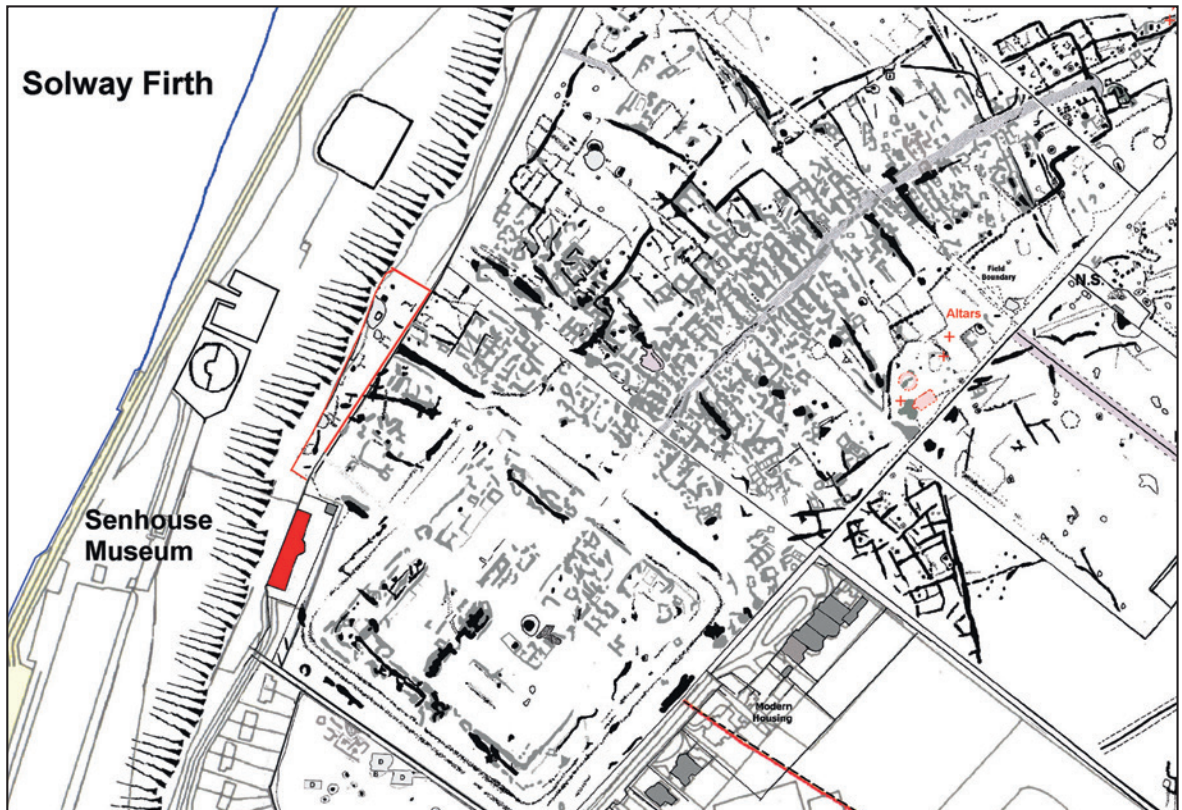 Solway Firth
Senhouse
Museum
Field
Boundary
N.S.
Altars
Modern
Housing